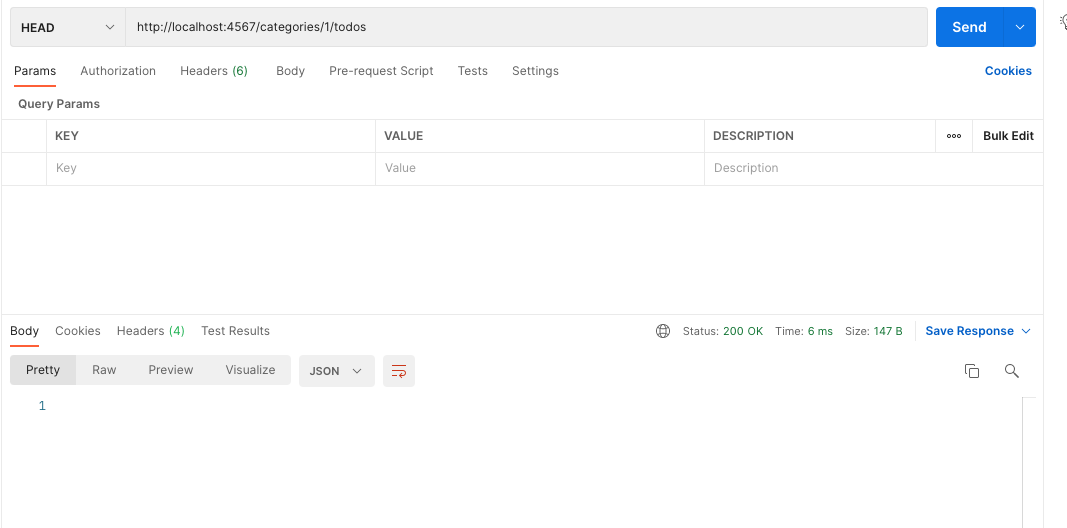 HEAD http://localhost:4567/categories/1/todos Send
Params Authorization Headers (6) Body Pre-request Script Tests Settings Cookies
Query Params
KEY VALUE DESCRIPTION ooo Bulk Edit
Key Value Description
Body Cookies Headers (4) Test Results Status: 200 OK Time: 6 ms Size: 147 B Save Response
Pretty Raw Preview Visualize JSON
1